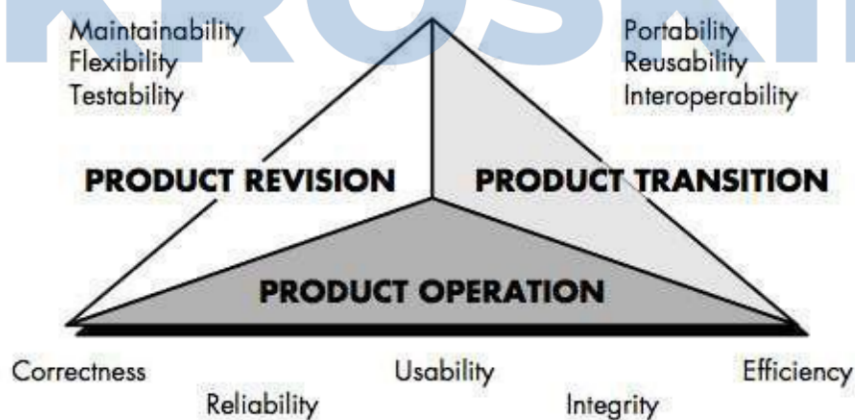 Maintainability
Flexibility
Testability
Portability
Reusability
Interoperability
PRODUCT REVISION
PRODUCT TRANSITION
PRODUCT OPERATION
Correctness
Usability
Efficiency
Reliability
Integrity